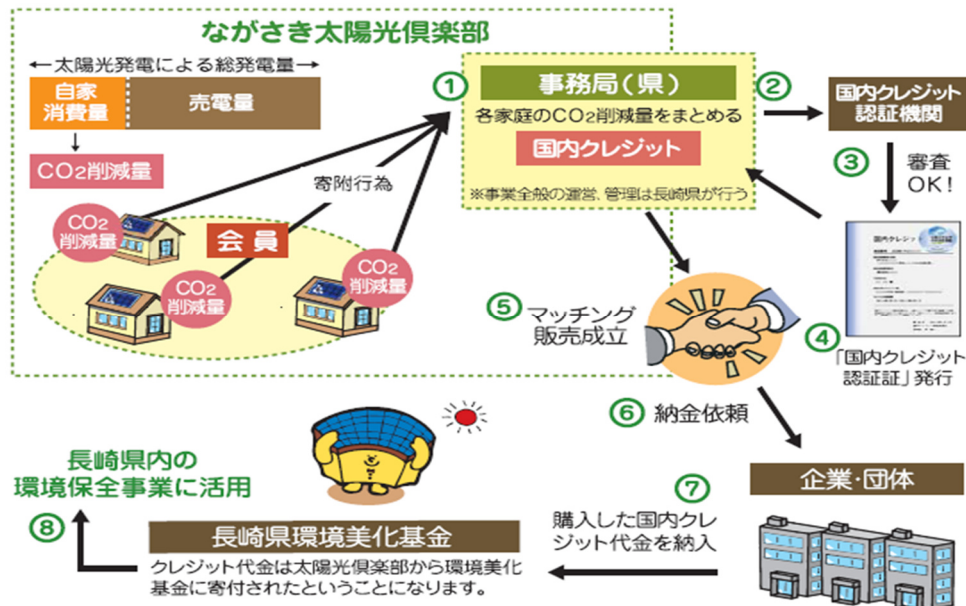 ながさき太陽光倶楽部
太陽光発電による総発電量
自家
消費量
売電量
CO2削減量
寄附行為
会員
CO2
削減量
CO2
削減量
CO2
削減量
①
事務局(県)
各家庭のCO2削減量をまとめる
国内クレジット
※事業全般の運営、管理は長崎県が行う
②
国内クレジット
認証機関
③
審査
OK!
国内クレジット
④
「国内クレジット
認証証」発行
⑤
マッチング
販売成立
⑥
納金依頼
企業・団体
⑦
購入した国内クレ
ジット代金を納入
長崎県環境美化基金
クレジット代金は太陽光倶楽部から環境美化
基金に寄付されたということになります。
⑧
長崎県内の
環境保全事業に活用